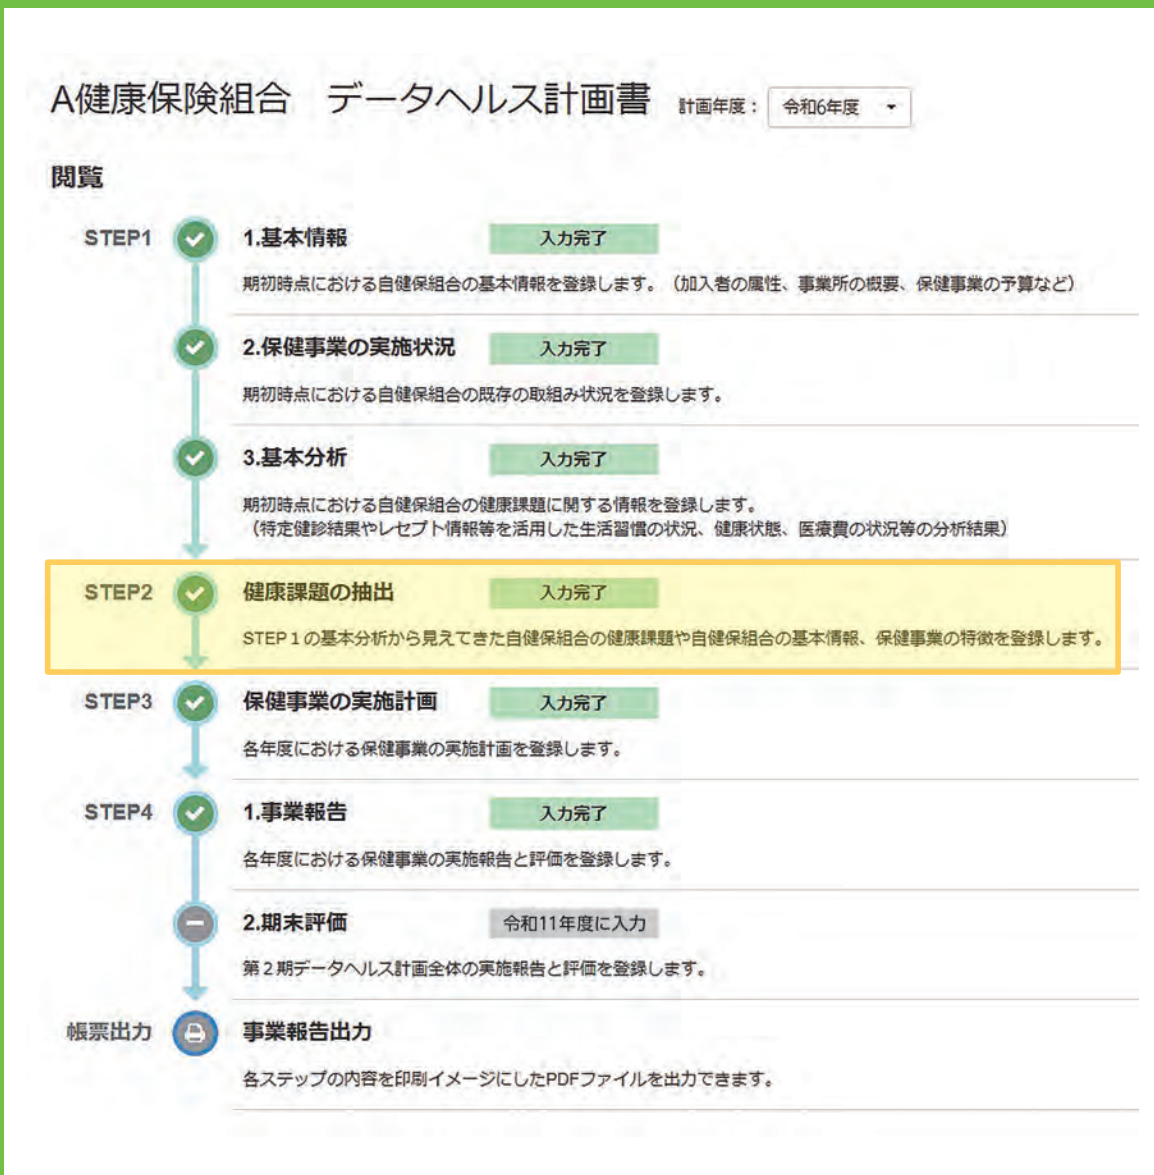 A健康保険組合　データヘルス計画書 計画年度： 令和6年度
閲覧
STEP1 1.基本情報 入力完了
期初時点における自健保組合の基本情報を登録します。（加入者の属性、事業所の概要、保健事業の予算など）
2.保健事業の実施状況 入力完了
期初時点における自健保組合の既存の取組み状況を登録します。
3.基本分析 入力完了
期初時点における自健保組合の健康課題に関する情報を登録します。
（特定健診結果やレセプト情報等を活用した生活習慣の状況、健康状態、医療費の状況等の分析結果）
STEP2 健康課題の抽出 入力完了
STEP１の基本分析から見えてきた自健保組合の健康課題や自健保組合の基本情報、保健事業の特徴を登録します。
STEP3 保健事業の実施計画 入力完了
各年度における保健事業の実施計画を登録します。
STEP4 1.事業報告 入力完了
各年度における保健事業の実施報告と評価を登録します。
2.期末評価 令和11年度に入力
第２期データヘルス計画全体の実施報告と評価を登録します。
帳票出力 事業報告出力
各ステップの内容を印刷イメージにしたPDFファイルを出力できます。